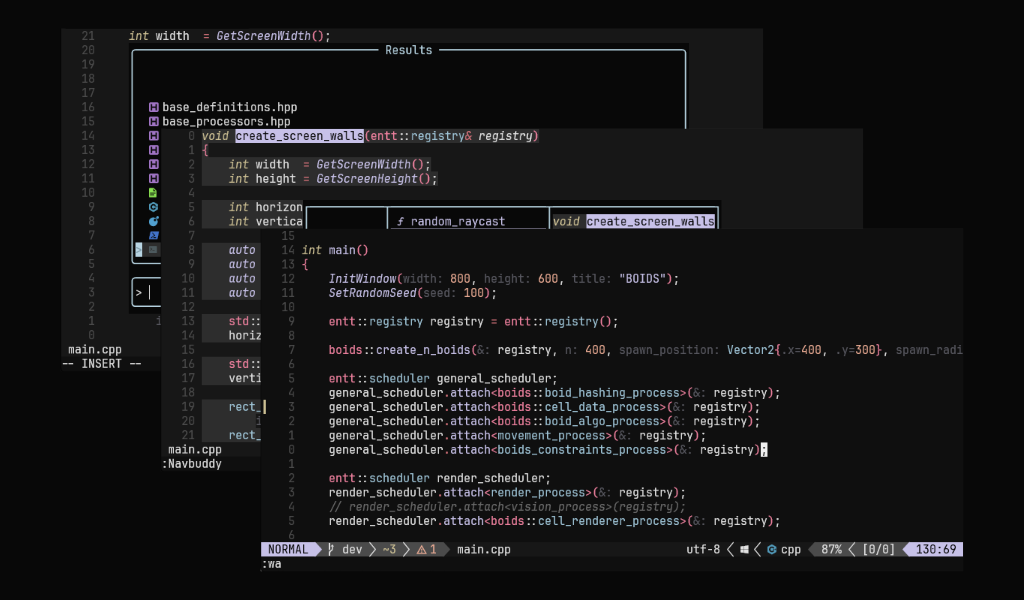 21 int width  = GetScreenWidth();
20 Results
19
18
17
16 base_definitions.hpp
15 base_processors.hpp
14
13
12
11
10
9
8
7
6 >
5
4
3 > |
2
1 i
0
main.cpp
-- INSERT --
0 void create_screen_walls(entt::registry& registry)
1 {
2 int width  = GetScreenWidth();
3 int height = GetScreenHeight();
4
5 int horizon
6 int vertica ƒ random_raycast void create_screen_walls
7
8 auto
9 auto
10 auto
11 auto
12
13 std::
14 horiz
15
16 std::
17 verti
18
19 rect_
20 i
21 rect_
main.cpp
:Navbuddy
15
14 int main()
13 {
12 InitWindow(width: 800, height: 600, title: "BOIDS");
11 SetRandomSeed(seed: 100);
10
9 entt::registry registry = entt::registry();
8
7 boids::create_n_boids(&: registry, n: 400, spawn_position: Vector2{.x=400, .y=300}, spawn_radi
6
5 entt::scheduler general_scheduler;
4 general_scheduler.attach<boids::boid_hashing_process>(&: registry);
3 general_scheduler.attach<boids::cell_data_process>(&: registry);
2 general_scheduler.attach<boids::boid_algo_process>(&: registry);
1 general_scheduler.attach<movement_process>(&: registry);
0 general_scheduler.attach<boids_constraints_process>(&: registry);
1
2 entt::scheduler render_scheduler;
3 render_scheduler.attach<render_process>(&: registry);
4 // render_scheduler.attach<vision_process>(registry);
5 render_scheduler.attach<boids::cell_renderer_process>(&: registry);
6
NORMAL dev ~3 1 main.cpp utf-8 cpp 87% [0/0] 130:69
:wa